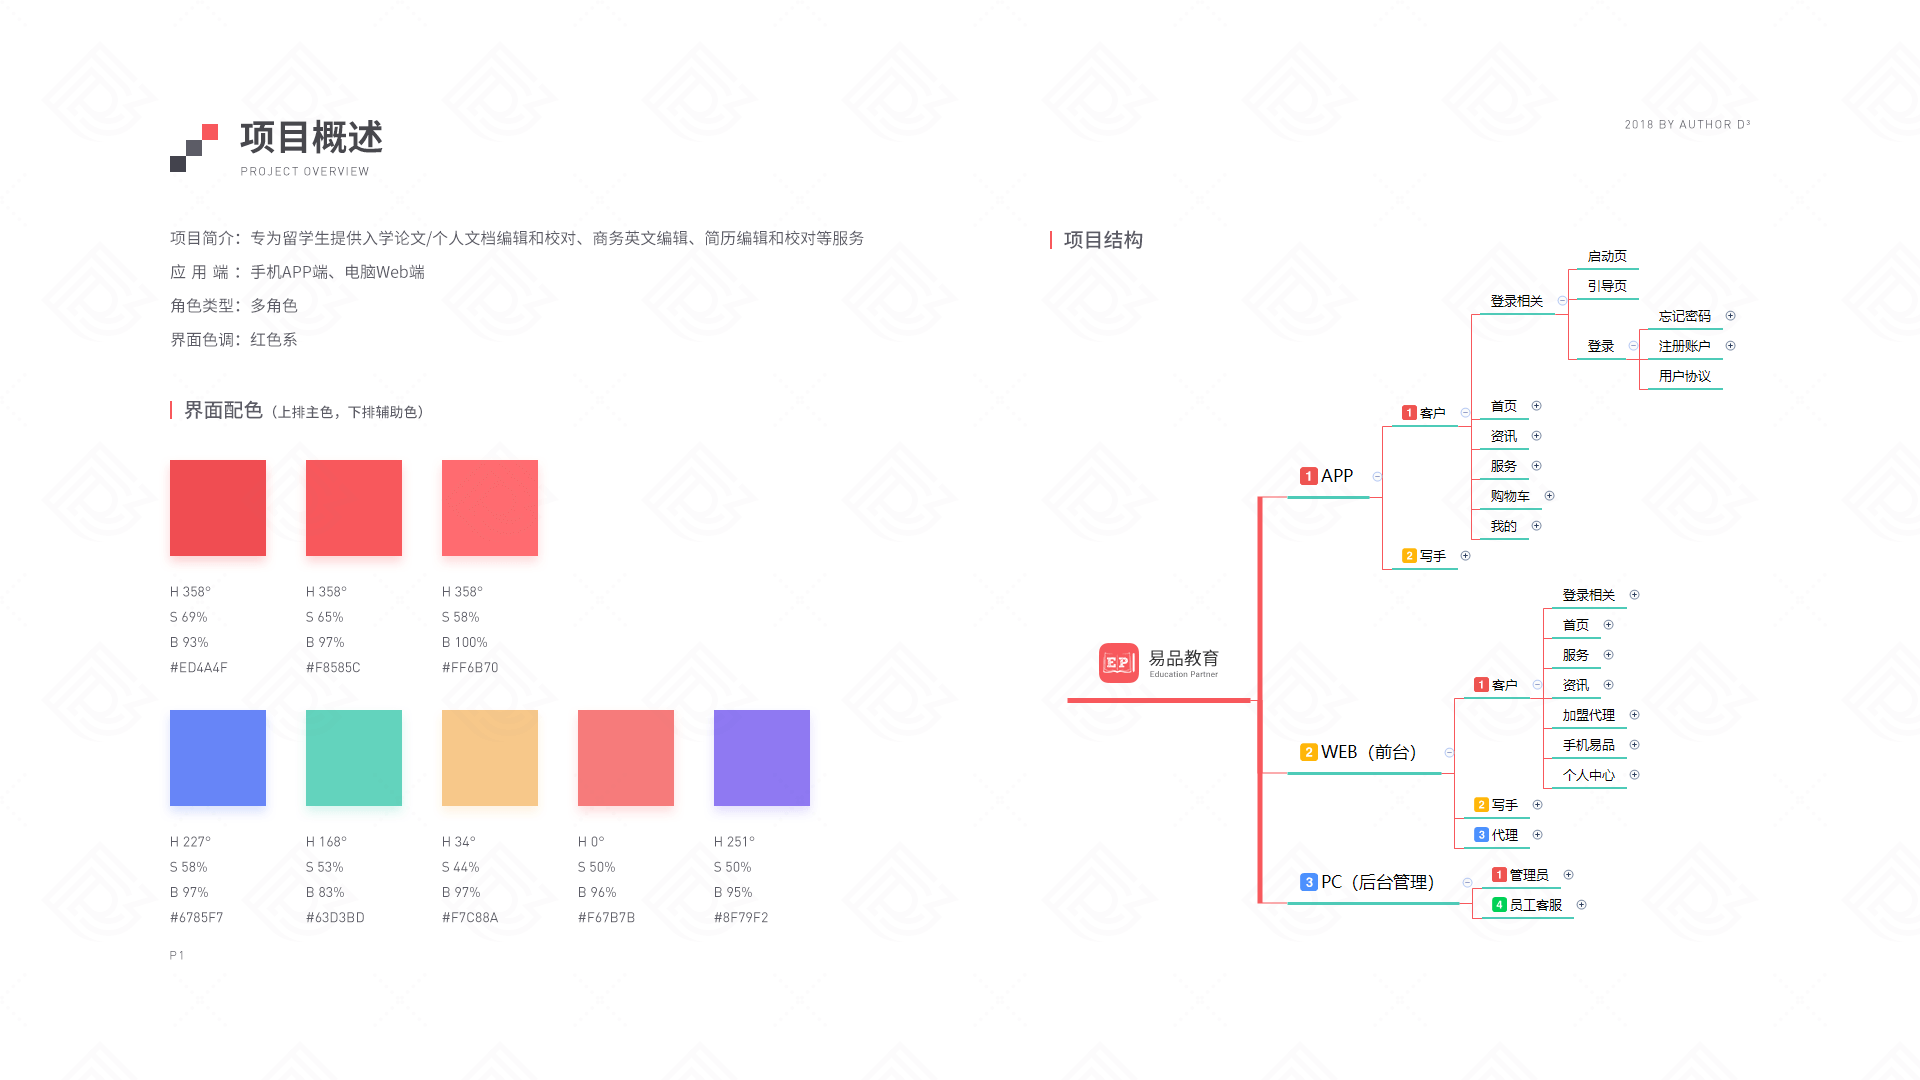 项目概述
PROJECT OVERVIEW
2018 BY AUTHOR D³
项目简介：专为留学生提供入学论文/个人文档编辑和校对、商务英文编辑、简历编辑和校对等服务
应 用 端 ：手机APP端、电脑Web端
角色类型：多角色
界面色调：红色系
界面配色（上排主色，下排辅助色）
H 358°
S 69%
B 93%
#ED4A4F
H 358°
S 65%
B 97%
#F8585C
H 358°
S 58%
B 100%
#FF6B70
H 227°
S 58%
B 97%
#6785F7
H 168°
S 53%
B 83%
#63D3BD
H 34°
S 44%
B 97%
#F7C88A
H 0°
S 50%
B 96%
#F67B7B
H 251°
S 50%
B 95%
#8F79F2
P1
项目结构
EP
易品教育
Education Partner
1 APP
1 客户
登录相关
启动页
引导页
登录
忘记密码
注册账户
用户协议
首页
资讯
服务
购物车
我的
2 写手
2 WEB（前台）
1 客户
登录相关
首页
服务
资讯
加盟代理
手机易品
个人中心
2 写手
3 代理
3 PC（后台管理）
1 管理员
4 员工客服